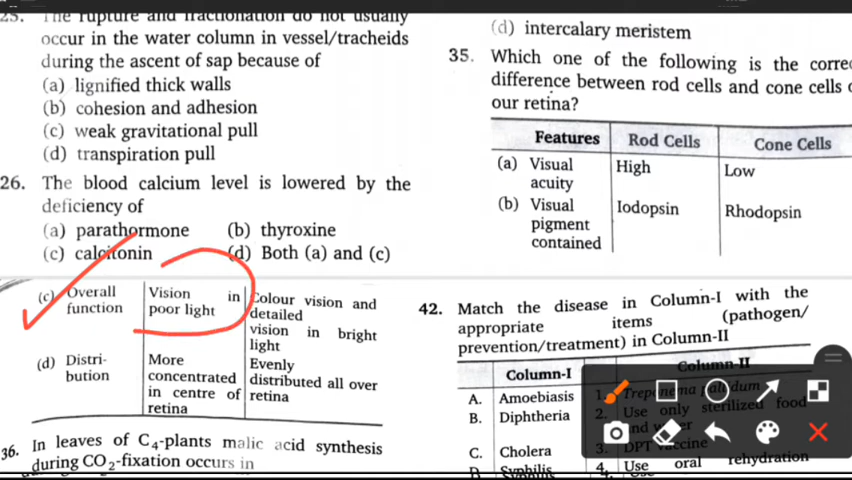 25. The rupture and fractionation do not usually
occur in the water column in vessel/tracheids
during the ascent of sap because of
(a) lignified thick walls
(b) cohesion and adhesion
(c) weak gravitational pull
(d) transpiration pull
26. The blood calcium level is lowered by the
deficiency of
(a) parathormone (b) thyroxine
(c) calcitonin (d) Both (a) and (c)
(c) Overall function Vision in poor light Colour vision and detailed vision in bright light
(d) Distri-bution More concentrated in centre of retina Evenly distributed all over retina
36. In leaves of C4-plants malic acid synthesis
during CO2-fixation occurs in
(d) intercalary meristem
35. Which one of the following is the corre
difference between rod cells and cone cells
our retina?
Features Rod Cells Cone Cells
(a) Visual acuity High Low
(b) Visual pigment contained Iodopsin Rhodopsin
42. Match the disease in Column-I with the
appropriate items (pathogen/
prevention/treatment) in Column-II
Column-I Column-II
A. Amoebiasis 1. Treponema pallidum
B. Diphtheria 2. Use only sterilized food and water
C. Cholera 3. DPT vaccine
D. Syphilis 4. Use oral rehydration